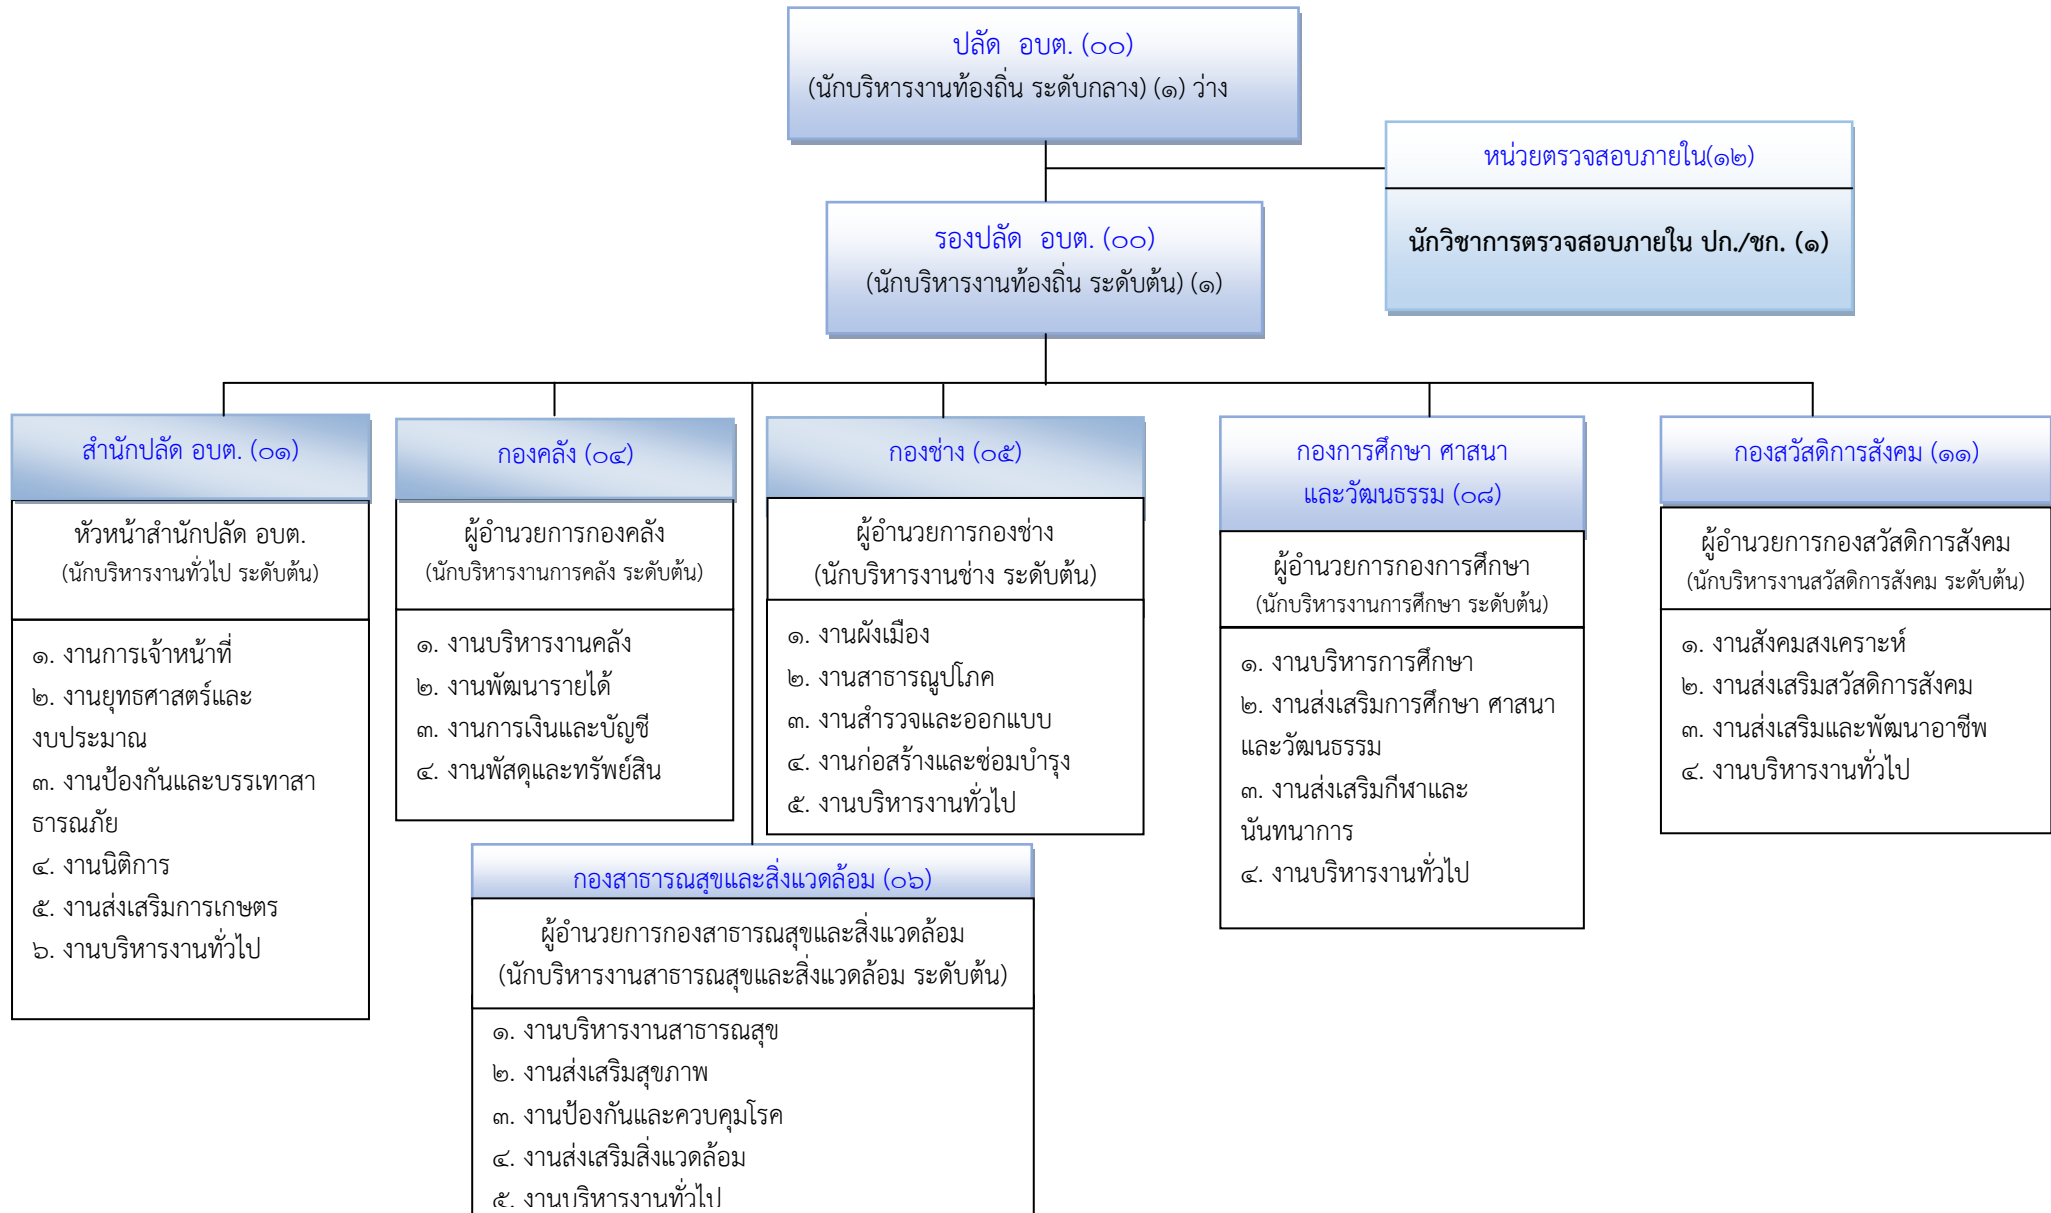 ปลัด อบต. (๐๐)
(นักบริหารงานท้องถิ่น ระดับกลาง) (๑) ว่าง
หน่วยตรวจสอบภายใน(๑๒)
นักวิชาการตรวจสอบภายใน ปก./ชก. (๑)
รองปลัด อบต. (๐๐)
(นักบริหารงานท้องถิ่น ระดับต้น) (๑)
สำนักปลัด อบต. (๐๑)
หัวหน้าสำนักปลัด อบต.
(นักบริหารงานทั่วไป ระดับต้น)
๑. งานการเจ้าหน้าที่
๒. งานยุทธศาสตร์และ
งบประมาณ
๓. งานป้องกันและบรรเทาสา
ธารณภัย
๔. งานนิติการ
๕. งานส่งเสริมการเกษตร
๖. งานบริหารงานทั่วไป
กองคลัง (๐๔)
ผู้อำนวยการกองคลัง
(นักบริหารงานการคลัง ระดับต้น)
๑. งานบริหารงานคลัง
๒. งานพัฒนารายได้
๓. งานการเงินและบัญชี
๔. งานพัสดุและทรัพย์สิน
กองช่าง (๐๕)
ผู้อำนวยการกองช่าง
(นักบริหารงานช่าง ระดับต้น)
๑. งานผังเมือง
๒. งานสาธารณูปโภค
๓. งานสำรวจและออกแบบ
๔. งานก่อสร้างและซ่อมบำรุง
๕. งานบริหารงานทั่วไป
กองการศึกษา ศาสนา
และวัฒนธรรม (๐๘)
ผู้อำนวยการกองการศึกษา
(นักบริหารงานการศึกษา ระดับต้น)
๑. งานบริหารการศึกษา
๒. งานส่งเสริมการศึกษา ศาสนา
และวัฒนธรรม
๓. งานส่งเสริมกีฬาและ
นันทนาการ
๔. งานบริหารงานทั่วไป
กองสวัสดิการสังคม (๑๑)
ผู้อำนวยการกองสวัสดิการสังคม
(นักบริหารงานสวัสดิการสังคม ระดับต้น)
๑. งานสังคมสงเคราะห์
๒. งานส่งเสริมสวัสดิการสังคม
๓. งานส่งเสริมและพัฒนาอาชีพ
๔. งานบริหารงานทั่วไป
กองสาธารณสุขและสิ่งแวดล้อม (๐๖)
ผู้อำนวยการกองสาธารณสุขและสิ่งแวดล้อม
(นักบริหารงานสาธารณสุขและสิ่งแวดล้อม ระดับต้น)
๑. งานบริหารงานสาธารณสุข
๒. งานส่งเสริมสุขภาพ
๓. งานป้องกันและควบคุมโรค
๔. งานส่งเสริมสิ่งแวดล้อม
๕. งานบริหารงานทั่วไป